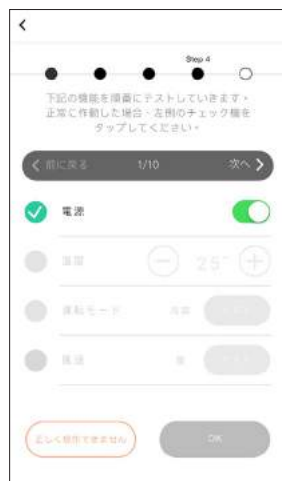 Step 4
下記の機能を順番にテストしていきます。
正常に作動した場合、左側のチェック欄を
タップしてください。
前に戻る 1/10 次へ
電源
温度 25°
運転モード
風速
正しく操作できません OK